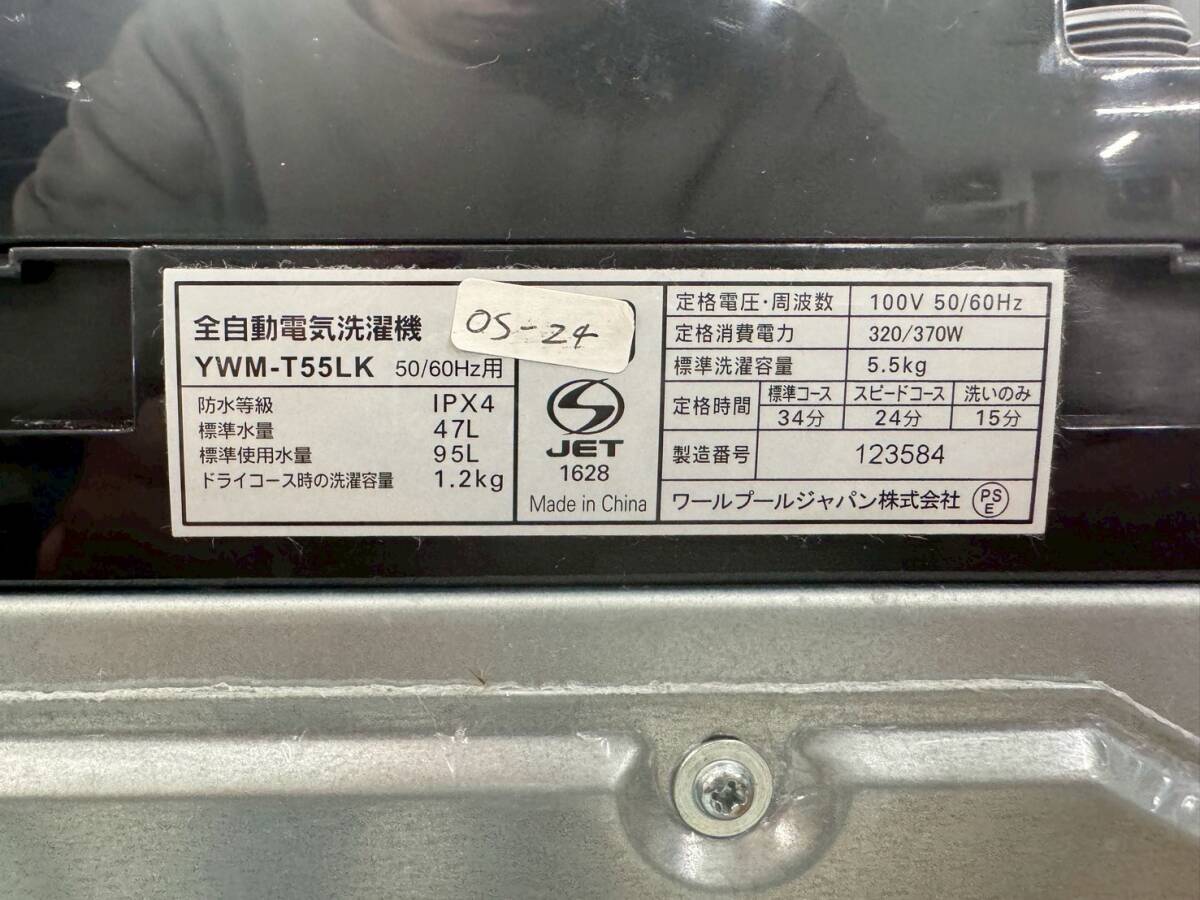 全自動電気洗濯機
YWM-T55LK 50/60Hz用
防水等級 IPX4
標準水量 47L
標準使用水量 95L
ドライコース時の洗濯容量 1.2kg
OS-24
JET
1628
Made in China
定格電圧・周波数 100V 50/60Hz
定格消費電力 320/370W
標準洗濯容量 5.5kg
定格時間 標準コース スピードコース 洗いのみ
34分 24分 15分
製造番号 123584
ワールプールジャパン株式会社 PSE